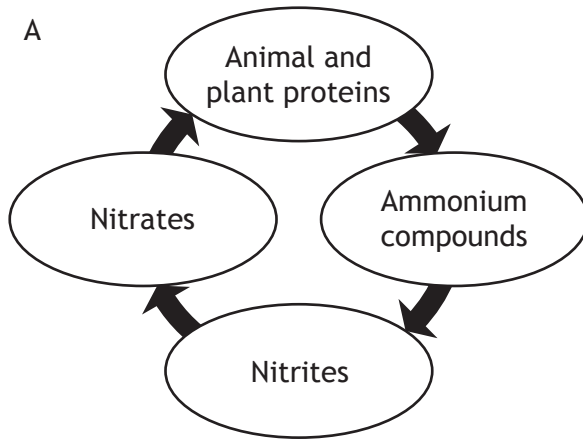 A
Animal and
plant proteins
Nitrates
Ammonium
compounds
Nitrites